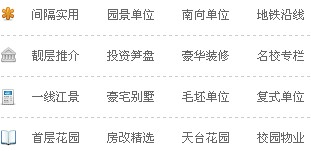 间隔实用 园景单位 南向单位 地铁沿线
靓层推介 投资笋盘 豪华装修 名校专栏
一线江景 豪宅别墅 毛坯单位 复式单位
首层花园 房改精选 天台花园 校园物业